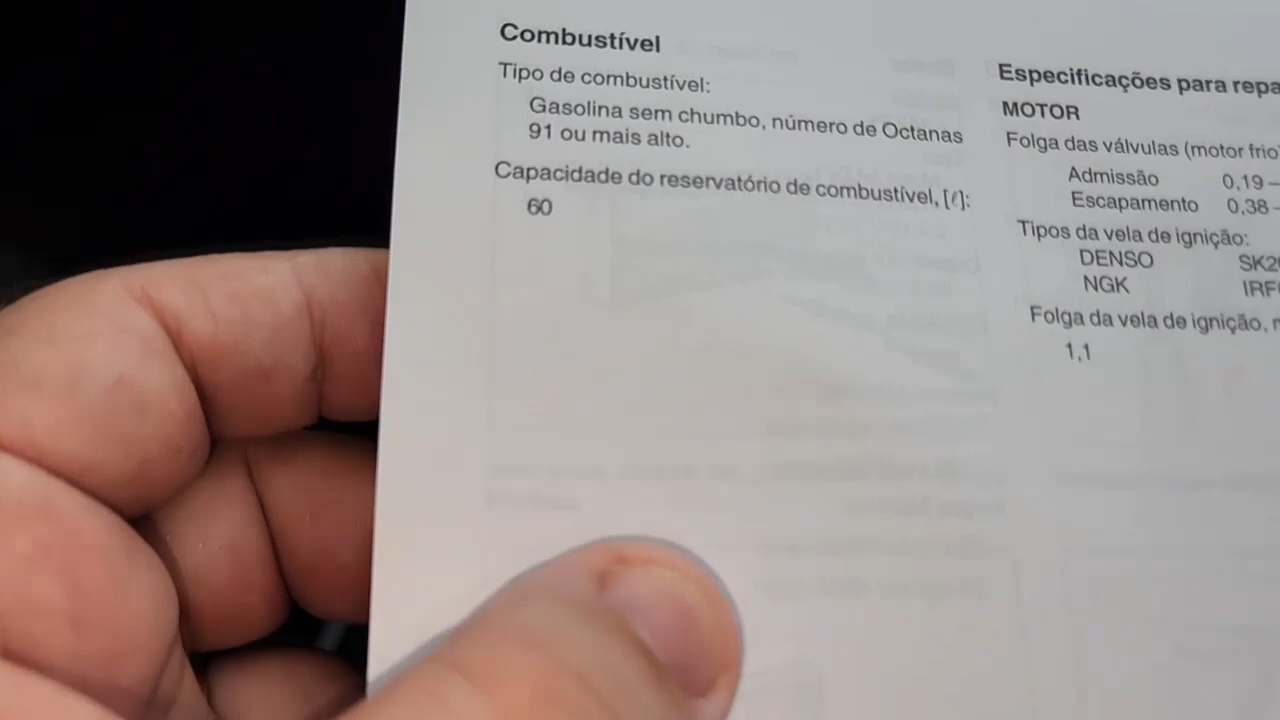 Combustível
Tipo de combustível:
Gasolina sem chumbo, número de Octanas
91 ou mais alto.
Capacidade do reservatório de combustível, [ℓ]:
60
Especificações para repa
MOTOR
Folga das válvulas (motor frio)
Admissão 0,19 –
Escapamento 0,38 –
Tipos da vela de ignição:
DENSO SK2
NGK IRF
Folga da vela de ignição,
1,1